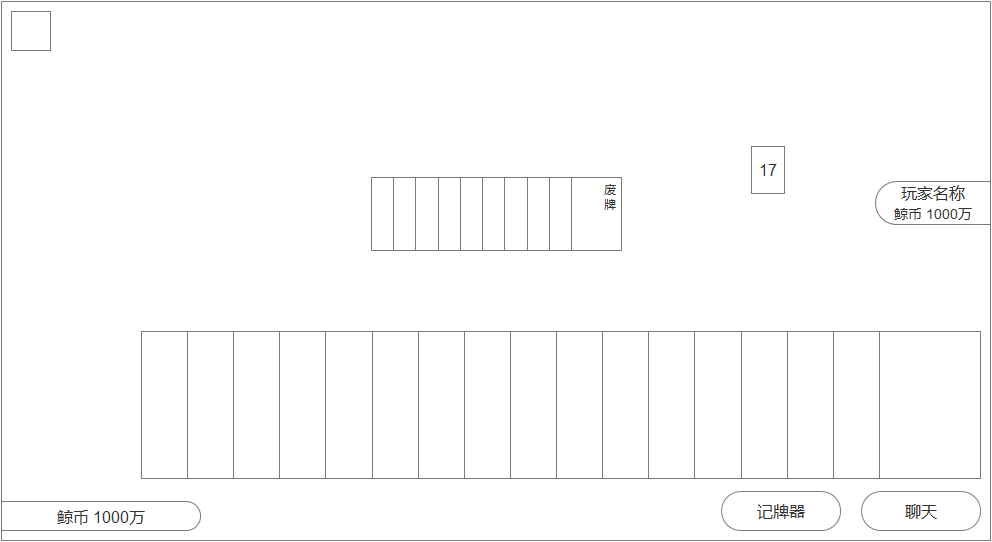 17
废
牌
玩家名称
鲸币 1000万
鲸币 1000万
记牌器
聊天